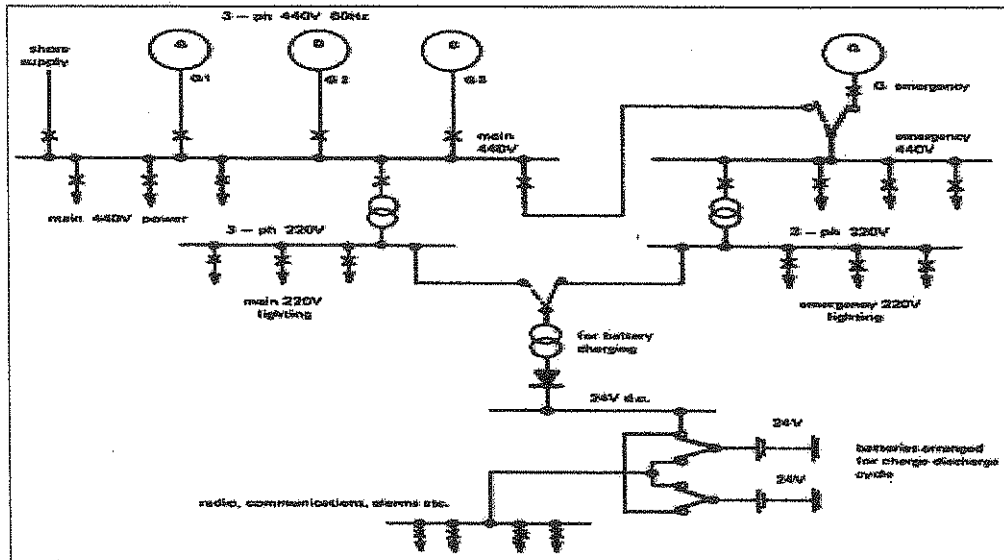 3 - ph 440V 60Hz
shore
supply
G1
G2
C
G3
G
G. emergency
main
440V
emergency
440V
main 440V power
3 - ph 220V
3 - ph 220V
main 220V
lighting
emergency 220V
lighting
for battery
charging
24V d.c.
24V
batteries arranged
for charge discharge
cycle
24V
radio, communications, alarms etc.